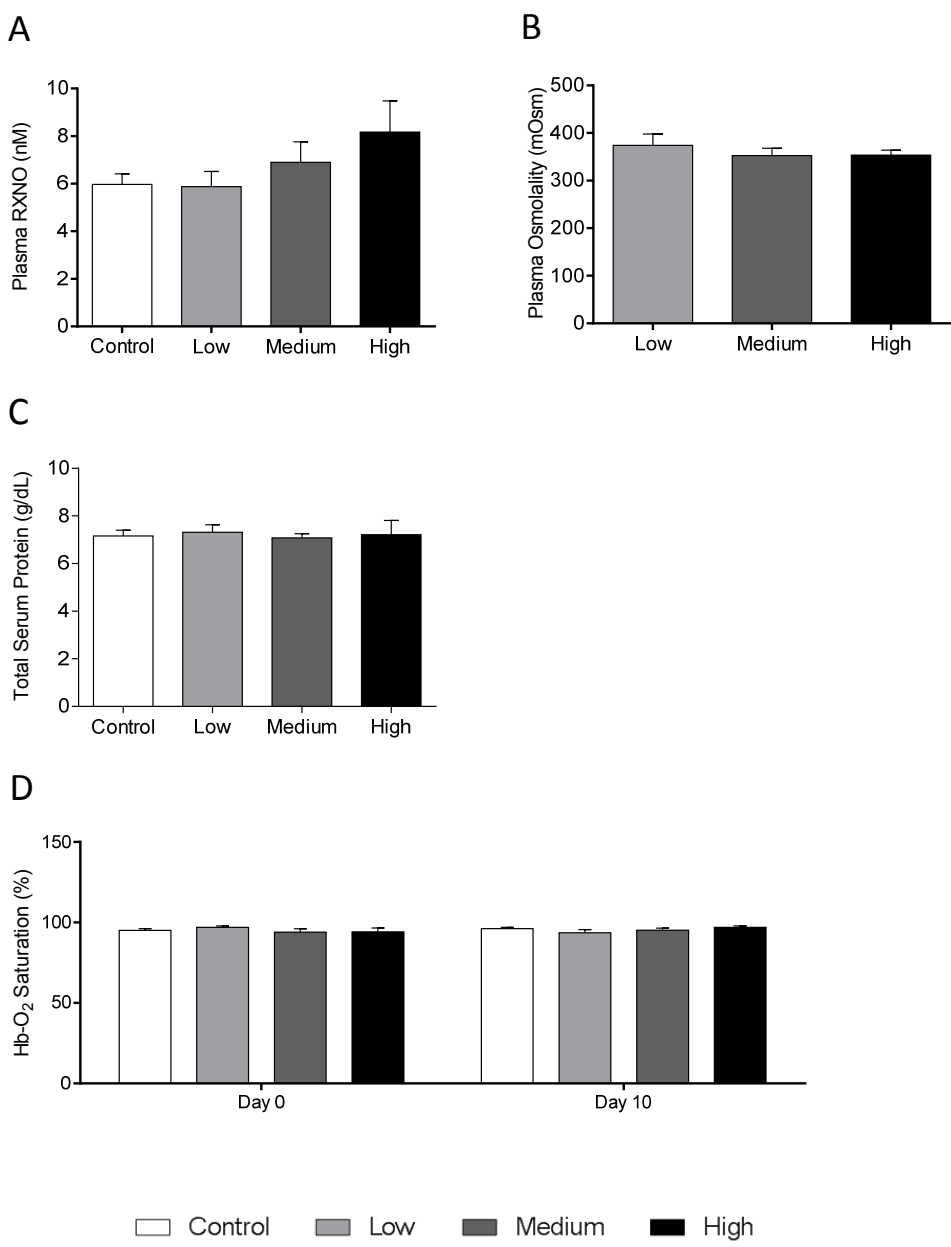 A
Plasma RXNO (nM)
10
8
6
4
2
0
Control Low Medium High
B
Plasma Osmolality (mOsm)
500
400
300
200
100
0
Low Medium High
C
Total Serum Protein (g/dL)
10
8
6
4
2
0
Control Low Medium High
D
Hb-O₂ Saturation (%)
150
100
50
0
Day 0 Day 10
Control Low Medium High